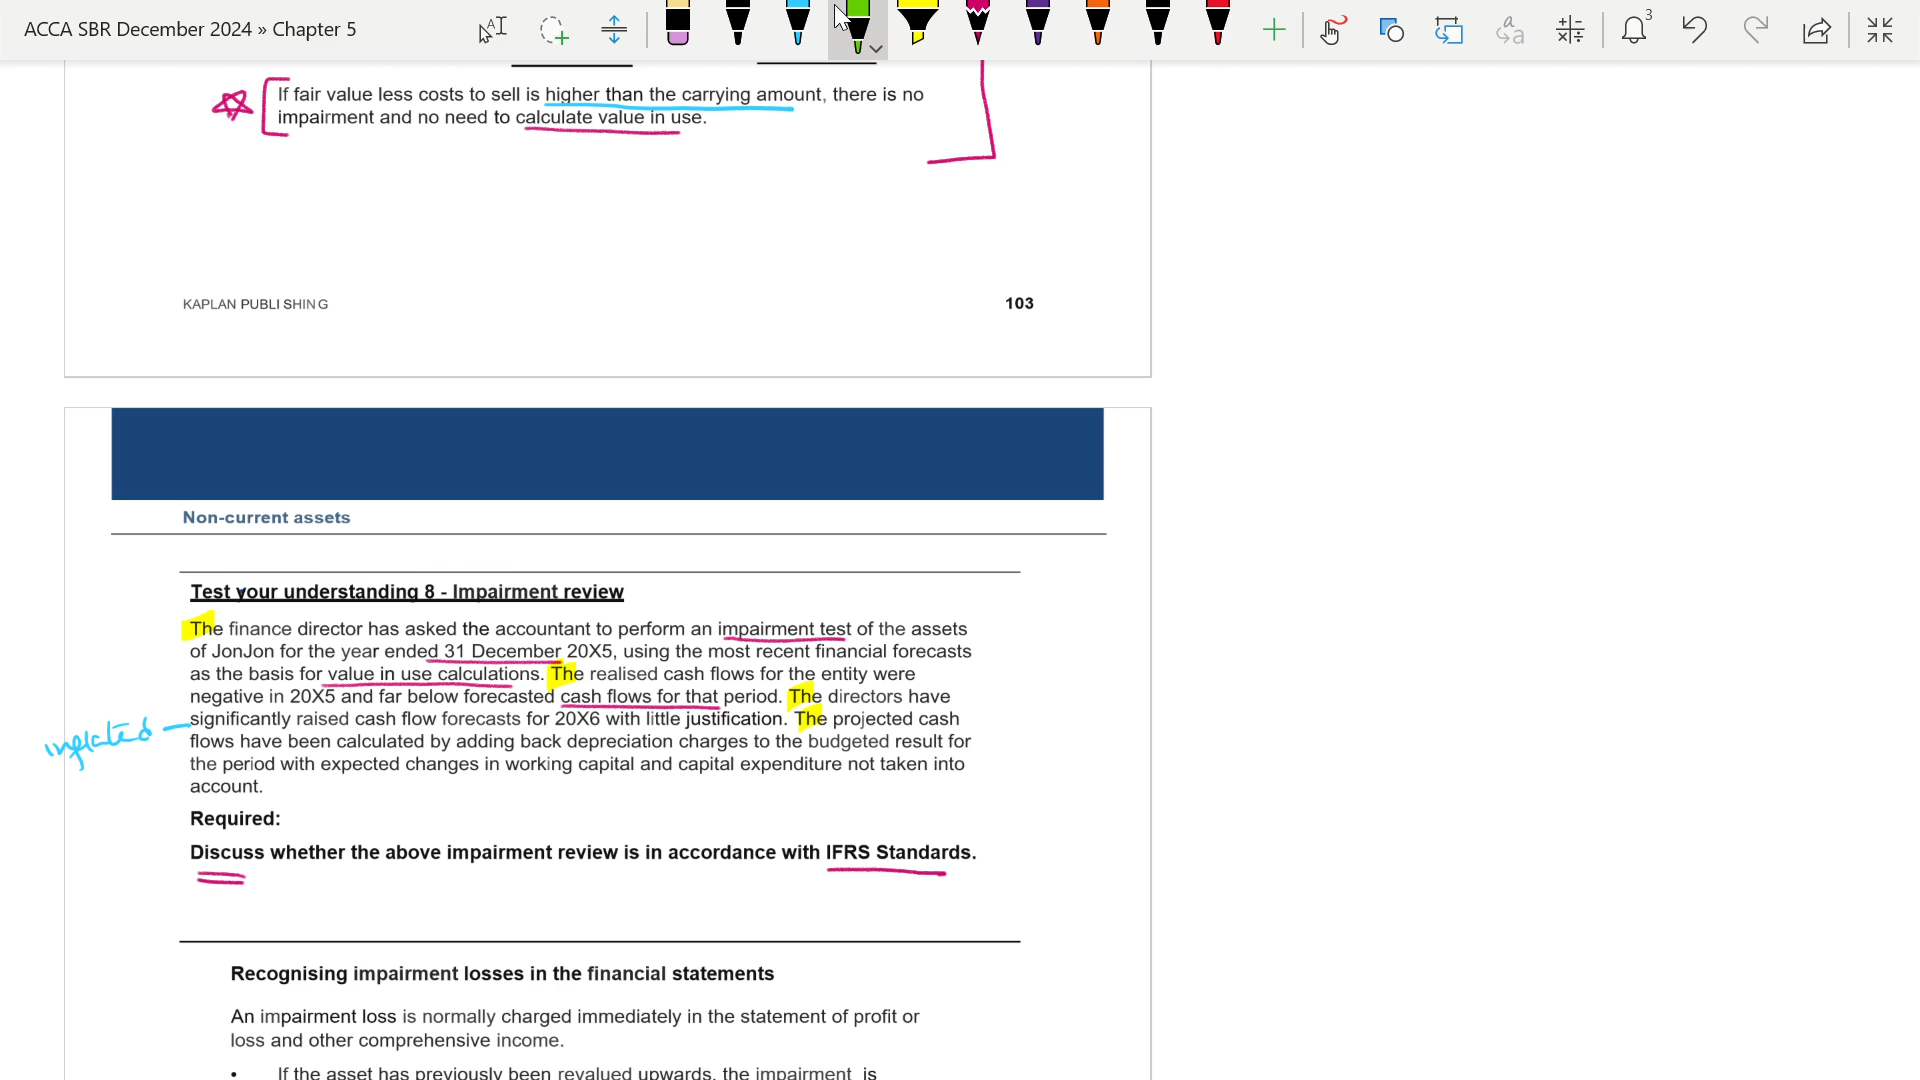 ACCA SBR December 2024 » Chapter 5
3
If fair value less costs to sell is higher than the carrying amount, there is no
impairment and no need to calculate value in use.
KAPLAN PUBLISHING
103
Non-current assets
Test your understanding 8 - Impairment review
The finance director has asked the accountant to perform an impairment test of the assets
of JonJon for the year ended 31 December 20X5, using the most recent financial forecasts
as the basis for value in use calculations. The realised cash flows for the entity were
negative in 20X5 and far below forecasted cash flows for that period. The directors have
significantly raised cash flow forecasts for 20X6 with little justification. The projected cash
inflated
flows have been calculated by adding back depreciation charges to the budgeted result for
the period with expected changes in working capital and capital expenditure not taken into
account.
Required:
Discuss whether the above impairment review is in accordance with IFRS Standards.
Recognising impairment losses in the financial statements
An impairment loss is normally charged immediately in the statement of profit or
loss and other comprehensive income.
• If the asset has previously been revalued upwards, the impairment is